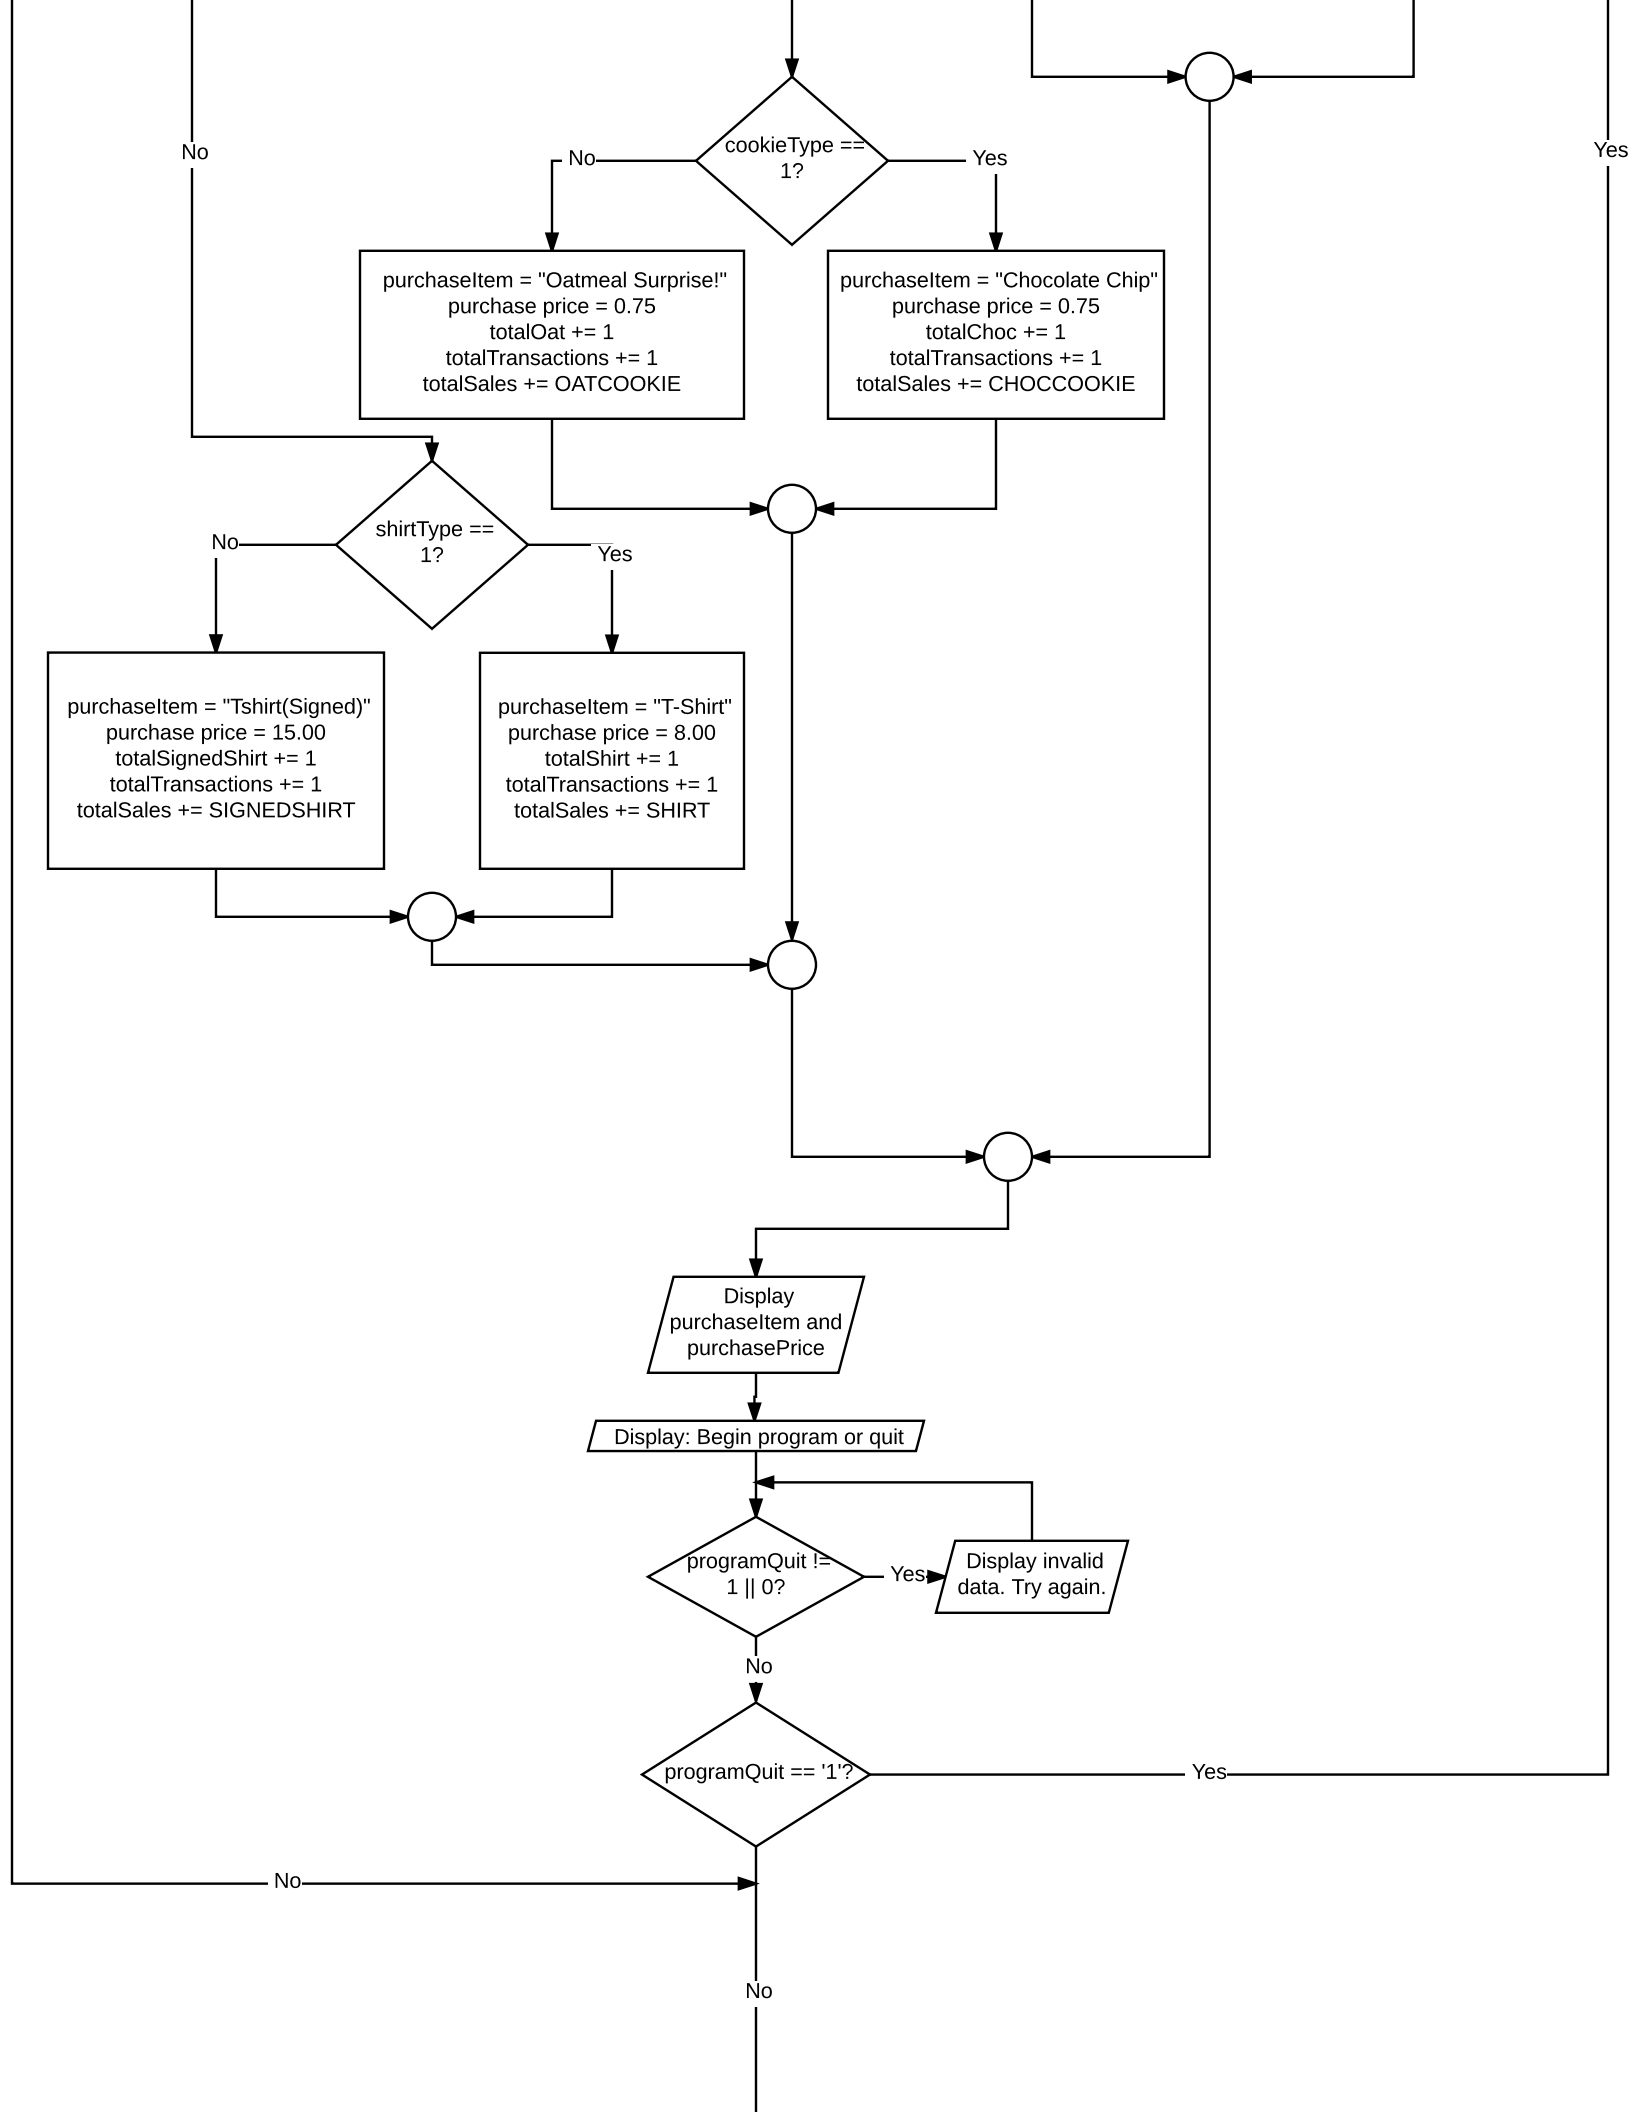 Yes
No
cookieType ==
1?
No
Yes
purchaseItem = "Oatmeal Surprise!"
purchase price = 0.75
totalOat += 1
totalTransactions += 1
totalSales += OATCOOKIE
purchaseItem = "Chocolate Chip"
purchase price = 0.75
totalChoc += 1
totalTransactions += 1
totalSales += CHOCCOOKIE
shirtType ==
1?
No
Yes
purchaseItem = "Tshirt(Signed)"
purchase price = 15.00
totalSignedShirt += 1
totalTransactions += 1
totalSales += SIGNEDSHIRT
purchaseItem = "T-Shirt"
purchase price = 8.00
totalShirt += 1
totalTransactions += 1
totalSales += SHIRT
Display
purchaseItem and
purchasePrice
Display: Begin program or quit
programQuit !=
1 || 0?
Yes
Display invalid
data. Try again.
No
programQuit == '1'?
Yes
No
No